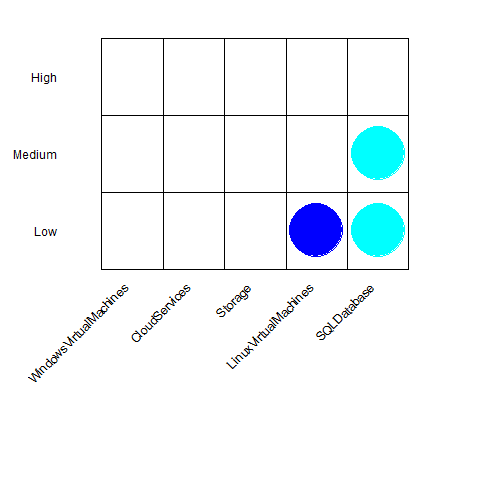 High
Medium
Low
WindowsVirtualMachines
CloudServices
Storage
LinuxVirtualMachines
SQLDatabase